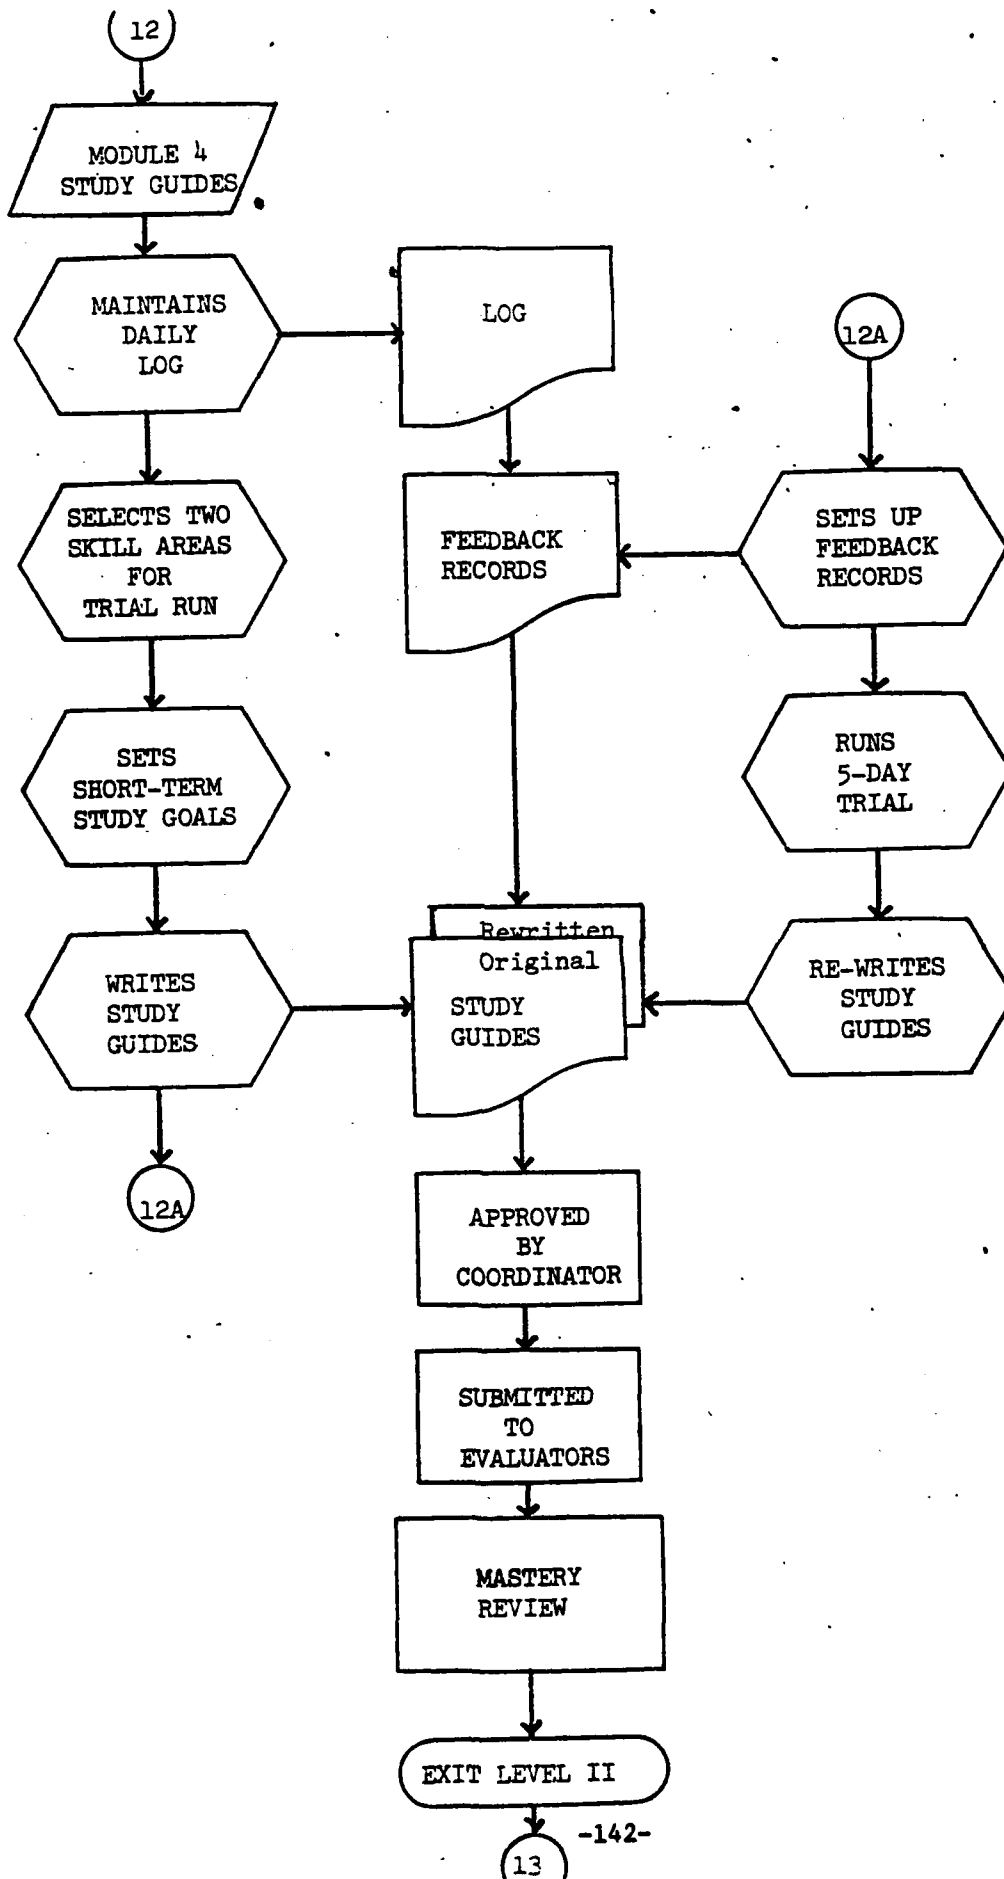 12
MODULE 4
STUDY GUIDES
MAINTAINS
DAILY
LOG
LOG
12A
SELECTS TWO
SKILL AREAS
FOR
TRIAL RUN
FEEDBACK
RECORDS
SETS UP
FEEDBACK
RECORDS
SETS
SHORT-TERM
STUDY GOALS
RUNS
5-DAY
TRIAL
WRITES
STUDY
GUIDES
Rewritten
Original
STUDY
GUIDES
RE-WRITES
STUDY
GUIDES
12A
APPROVED
BY
COORDINATOR
SUBMITTED
TO
EVALUATORS
MASTERY
REVIEW
EXIT LEVEL II
-142-
13